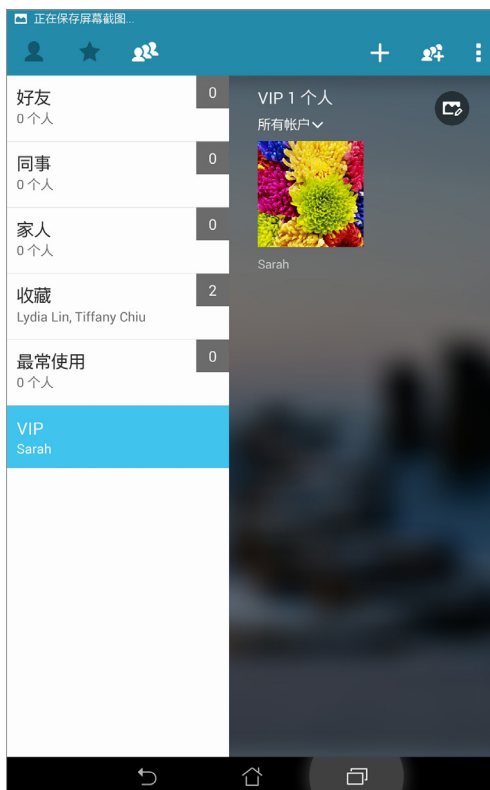 正在保存屏幕截图...
好友
0
0 个人
同事
0
0 个人
家人
0
0 个人
收藏
2
Lydia Lin, Tiffany Chiu
最常使用
0
0 个人
VIP
Sarah
VIP 1 个人
所有帐户
Sarah